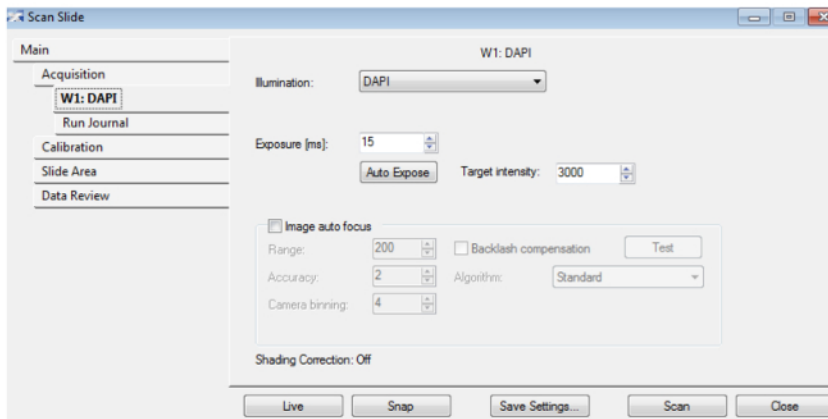 Scan Slide
Main
Acquisition
W1: DAPI
Run Journal
Calibration
Slide Area
Data Review
W1: DAPI
Illumination: DAPI
Exposure [ms]: 15
Auto Expose Target intensity: 3000
Image auto focus
Range: 200 Backlash compensation Test
Accuracy: 2 Algorithm: Standard
Camera binning: 4
Shading Correction: Off
Live Snap Save Settings... Scan Close